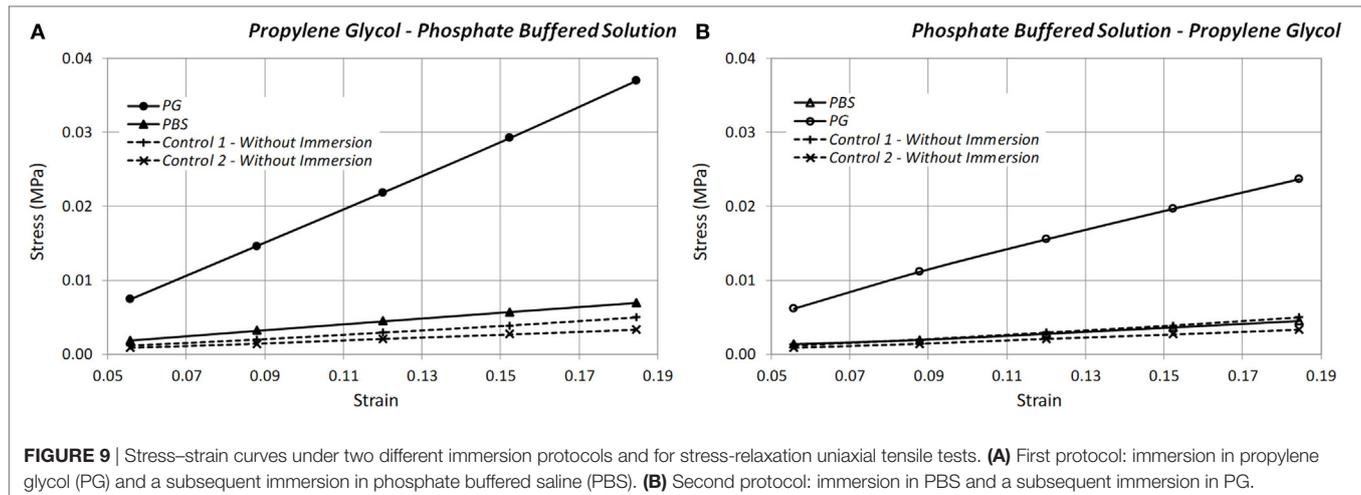 A
Propylene Glycol - Phosphate Buffered Solution
0.04
0.03
0.02
0.01
0.00
Stress (MPa)
PG
PBS
Control 1 - Without Immersion
Control 2 - Without Immersion
0.05 0.07 0.09 0.11 0.13 0.15 0.17 0.19
Strain
B
Phosphate Buffered Solution - Propylene Glycol
0.04
0.03
0.02
0.01
0.00
Stress (MPa)
PBS
PG
Control 1 - Without Immersion
Control 2 - Without Immersion
0.05 0.07 0.09 0.11 0.13 0.15 0.17 0.19
Strain
FIGURE 9 | Stress–strain curves under two different immersion protocols and for stress-relaxation uniaxial tensile tests. (A) First protocol: immersion in propylene
glycol (PG) and a subsequent immersion in phosphate buffered saline (PBS). (B) Second protocol: immersion in PBS and a subsequent immersion in PG.